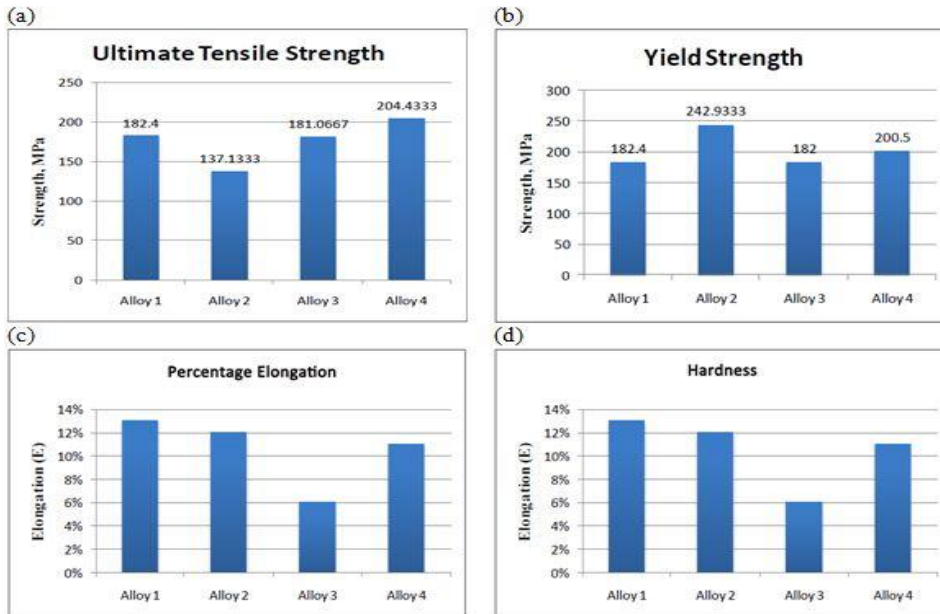 (a)
Ultimate Tensile Strength
Strength, MPa
250
200
150
100
50
0
182.4
137.1333
181.0667
204.4333
Alloy 1
Alloy 2
Alloy 3
Alloy 4
(b)
Yield Strength
Strength, MPa
300
250
200
150
100
50
0
182.4
242.9333
182
200.5
Alloy 1
Alloy 2
Alloy 3
Alloy 4
(c)
Percentage Elongation
Elongation (E)
14%
12%
10%
8%
6%
4%
2%
0%
Alloy 1
Alloy 2
Alloy 3
Alloy 4
(d)
Hardness
Elongation (E)
14%
12%
10%
8%
6%
4%
2%
0%
Alloy 1
Alloy 2
Alloy 3
Alloy 4